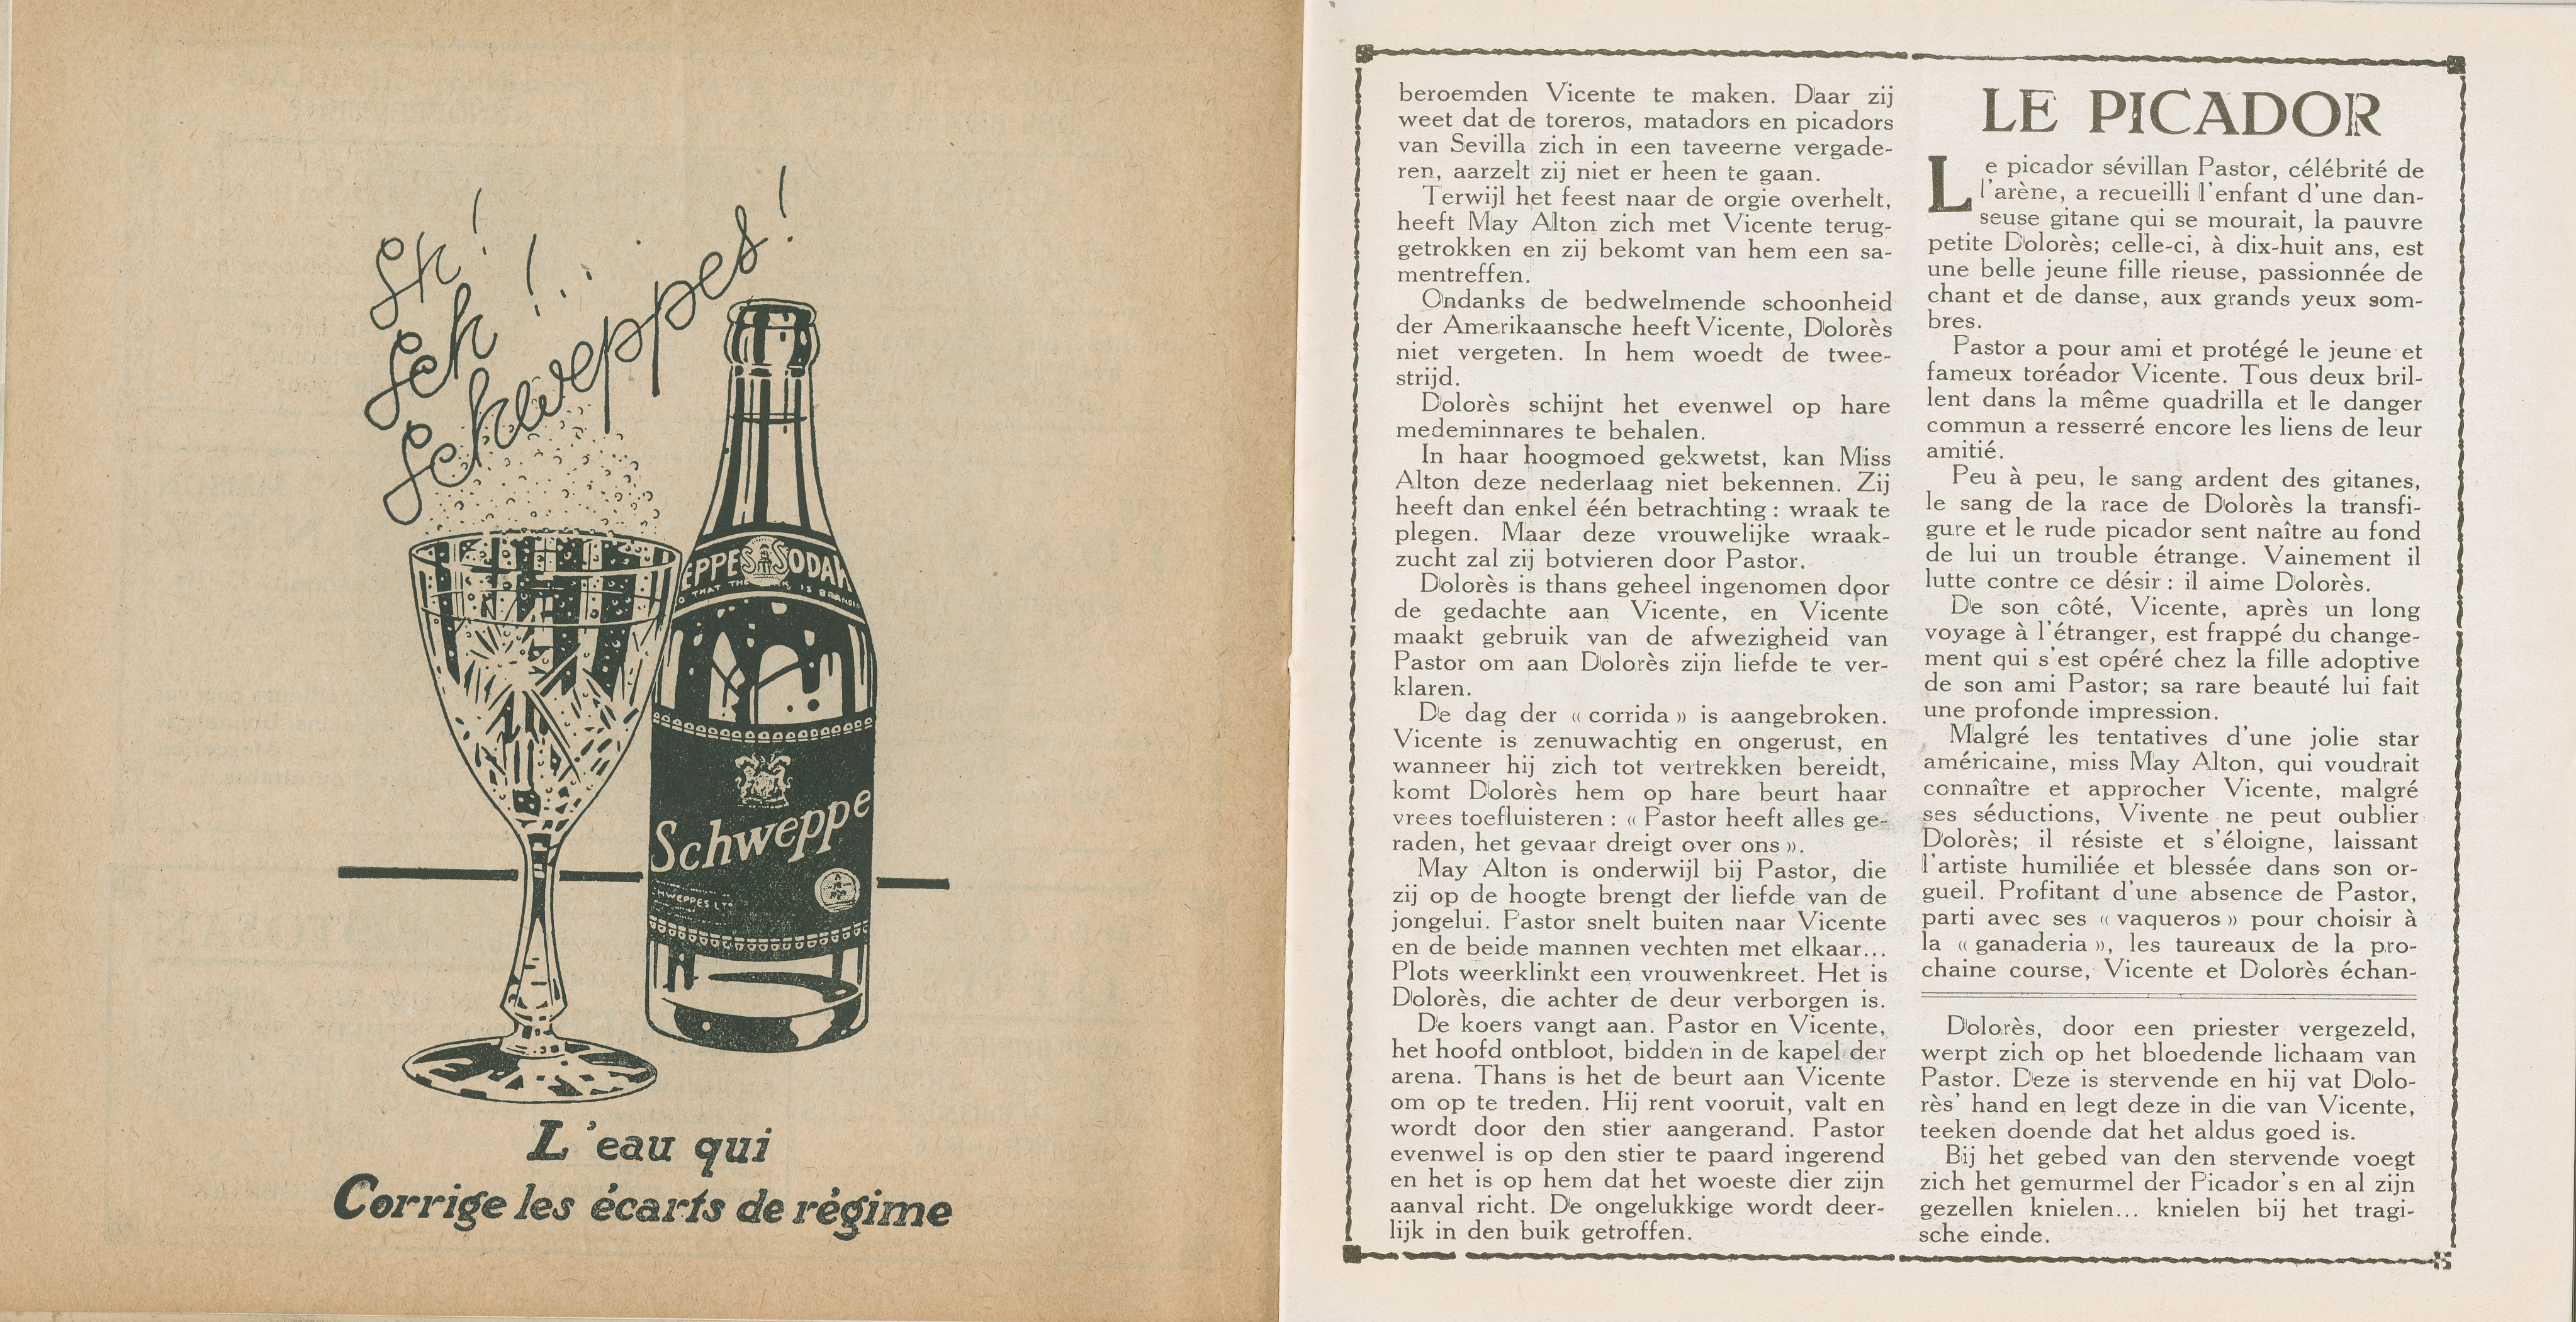 Sh!
Sch!...
Schweppes!
EPPES SODA W
THAT THE
IS BRANDE
Schweppe
HWEPPES LTD
L'eau qui
Corrige les écarts de régime
beroemden Vicente te maken. Daar zij
weet dat de toreros, matadors en picadors
van Sevilla zich in een taveerne vergade-
ren, aarzelt zij niet er heen te gaan.
Terwijl het feest naar de orgie overhelt,
heeft May Alton zich met Vicente terug-
getrokken en zij bekomt van hem een sa-
mentreffen.
Ondanks de bedwelmende schoonheid
der Amerikaansche heeft Vicente, Dolorès
niet vergeten. In hem woedt de twee-
strijd.
Dolorès schijnt het evenwel op hare
medeminnares te behalen.
In haar hoogmoed gekwetst, kan Miss
Alton deze nederlaag niet bekennen. Zij
heeft dan enkel één betrachting : wraak te
plegen. Maar deze vrouwelijke wraak-
zucht zal zij botvieren door Pastor.
Dolorès is thans geheel ingenomen door
de gedachte aan Vicente, en Vicente
maakt gebruik van de afwezigheid van
Pastor om aan Dolorès zijn liefde te ver-
klaren.
De dag der « corrida » is aangebroken.
Vicente is zenuwachtig en ongerust, en
wanneer hij zich tot vertrekken bereidt,
komt Dolorès hem op hare beurt haar
vrees toefluisteren : « Pastor heeft alles ge-
raden, het gevaar dreigt over ons ».
May Alton is onderwijl bij Pastor, die
zij op de hoogte brengt der liefde van de
jongelui. Pastor snelt buiten naar Vicente
en de beide mannen vechten met elkaar...
Plots weerklinkt een vrouwenkreet. Het is
Dolorès, die achter de deur verborgen is.
De koers vangt aan. Pastor en Vicente,
het hoofd ontbloot, bidden in de kapel der
arena. Thans is het de beurt aan Vicente
om op te treden. Hij rent vooruit, valt en
wordt door den stier aangerand. Pastor
evenwel is op den stier te paard ingerend
en het is op hem dat het woeste dier zijn
aanval richt. De ongelukkige wordt deer-
lijk in den buik getroffen.
LE PICADOR
Le picador sévillan Pastor, célébrité de
l'arène, a recueilli l'enfant d'une dan-
seuse gitane qui se mourait, la pauvre
petite Dolorès; celle-ci, à dix-huit ans, est
une belle jeune fille rieuse, passionnée de
chant et de danse, aux grands yeux som-
bres.
Pastor a pour ami et protégé le jeune et
fameux toréador Vicente. Tous deux bril-
lent dans la même quadrilla et le danger
commun a resserré encore les liens de leur
amitié.
Peu à peu, le sang ardent des gitanes,
le sang de la race de Dolorès la transfi-
gure et le rude picador sent naître au fond
de lui un trouble étrange. Vainement il
lutte contre ce désir : il aime Dolorès.
De son côté, Vicente, après un long
voyage à l'étranger, est frappé du change-
ment qui s'est opéré chez la fille adoptive
de son ami Pastor; sa rare beauté lui fait
une profonde impression.
Malgré les tentatives d'une jolie star
américaine, miss May Alton, qui voudrait
connaître et approcher Vicente, malgré
ses séductions, Vivente ne peut oublier
Dolorès; il résiste et s'éloigne, laissant
l'artiste humiliée et blessée dans son or-
gueil. Profitant d'une absence de Pastor,
parti avec ses « vaqueros » pour choisir à
la « ganaderia », les taureaux de la pro-
chaine course, Vicente et Dolorès échan-
Dolorès, door een priester vergezeld,
werpt zich op het bloedende lichaam van
Pastor. Deze is stervende en hij vat Dolo-
rès' hand en legt deze in die van Vicente,
teeken doende dat het aldus goed is.
Bij het gebed van den stervende voegt
zich het gemurmel der Picador's en al zijn
gezellen knielen... knielen bij het tragi-
sche einde.